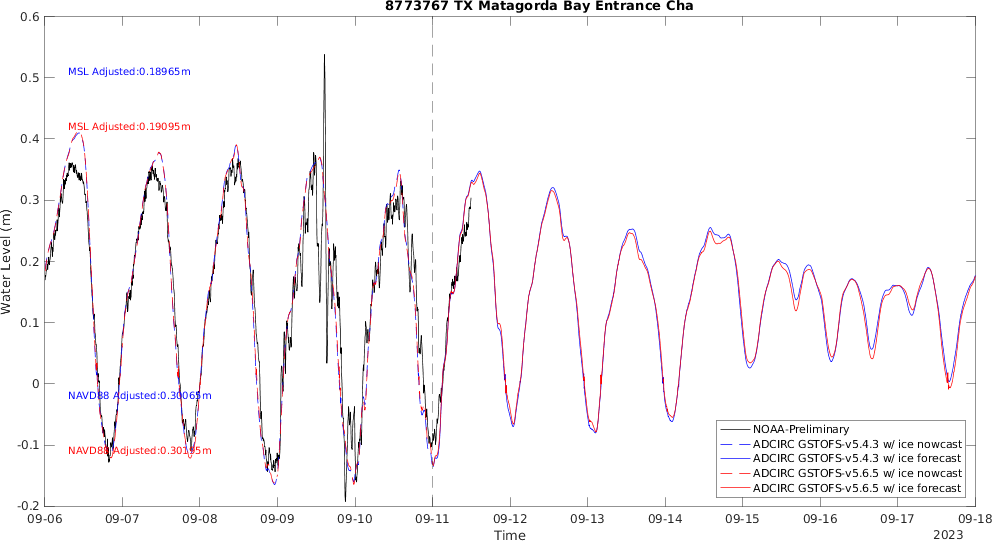 8773767 TX Matagorda Bay Entrance Cha
Water Level (m)
0.6
0.5
0.4
0.3
0.2
0.1
0
-0.1
-0.2
MSL Adjusted:0.18965m
MSL Adjusted:0.19095m
NAVD88 Adjusted:0.30065m
NAVD88 Adjusted:0.30195m
NOAA-Preliminary
ADCIRC GSTOFS-v5.4.3 w/ ice nowcast
ADCIRC GSTOFS-v5.4.3 w/ ice forecast
ADCIRC GSTOFS-v5.6.5 w/ ice nowcast
ADCIRC GSTOFS-v5.6.5 w/ ice forecast
09-06 09-07 09-08 09-09 09-10 09-11 09-12 09-13 09-14 09-15 09-16 09-17 09-18
Time
2023